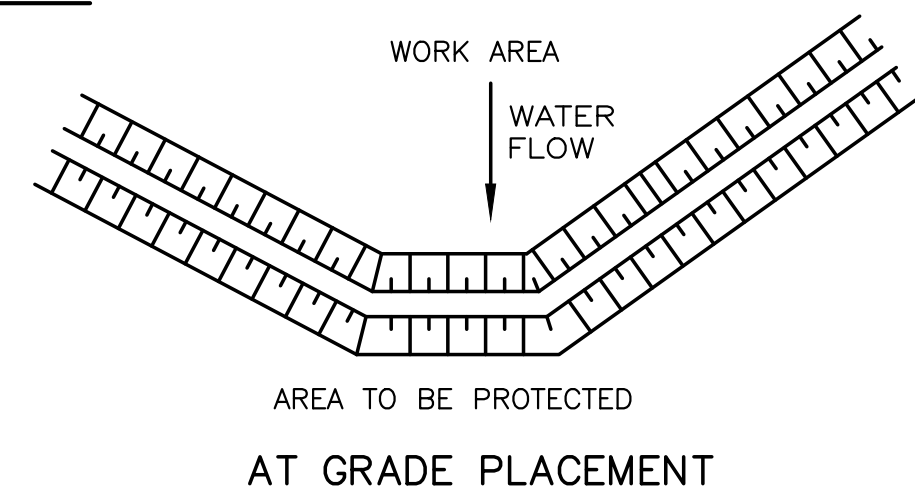 WORK AREA
WATER
FLOW
AREA TO BE PROTECTED
AT GRADE PLACEMENT